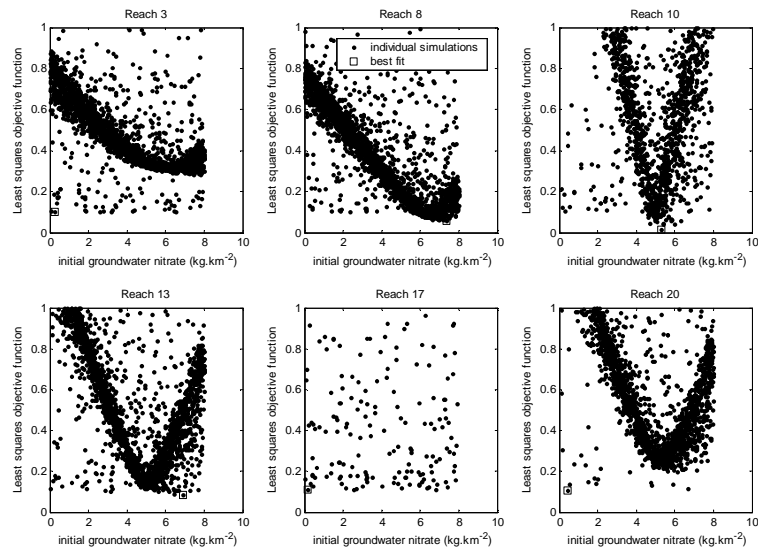 Reach 3
Reach 8
Reach 10
1
0.8
0.6
0.4
0.2
0
Least squares objective function
0 2 4 6 8 10
initial groundwater nitrate (kg.km-2)
1
0.8
0.6
0.4
0.2
0
Least squares objective function
individual simulations
best fit
0 2 4 6 8 10
initial groundwater nitrate (kg.km-2)
1
0.8
0.6
0.4
0.2
0
Least squares objective function
0 2 4 6 8 10
initial groundwater nitrate (kg.km-2)
Reach 13
Reach 17
Reach 20
1
0.8
0.6
0.4
0.2
0
Least squares objective function
0 2 4 6 8 10
initial groundwater nitrate (kg.km-2)
1
0.8
0.6
0.4
0.2
0
Least squares objective function
0 2 4 6 8 10
initial groundwater nitrate (kg.km-2)
1
0.8
0.6
0.4
0.2
0
Least squares objective function
0 2 4 6 8 10
initial groundwater nitrate (kg.km-2)